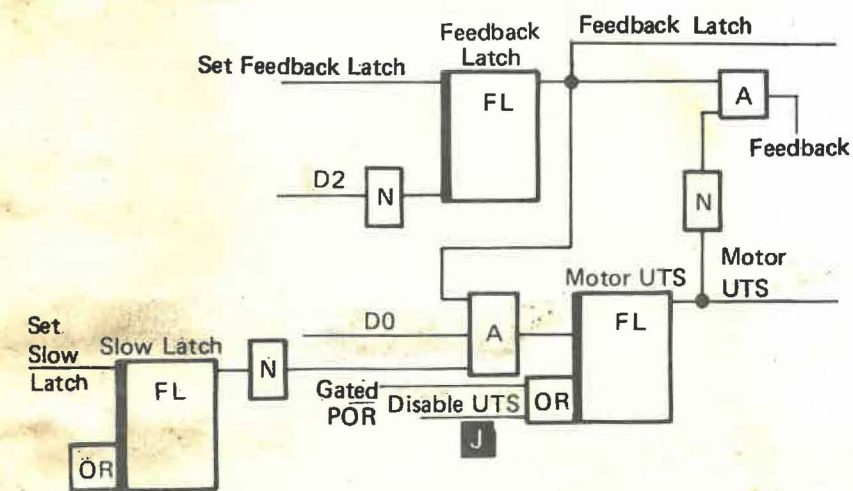 Feedback Latch
Feedback
Latch
Set Feedback Latch
FL
A
Feedback
D2
N
N
Motor UTS
Motor
UTS
FL
D0
A
Set
Slow
Latch
Slow Latch
N
FL
Gated
POR
Disable UTS
OR
J
OR